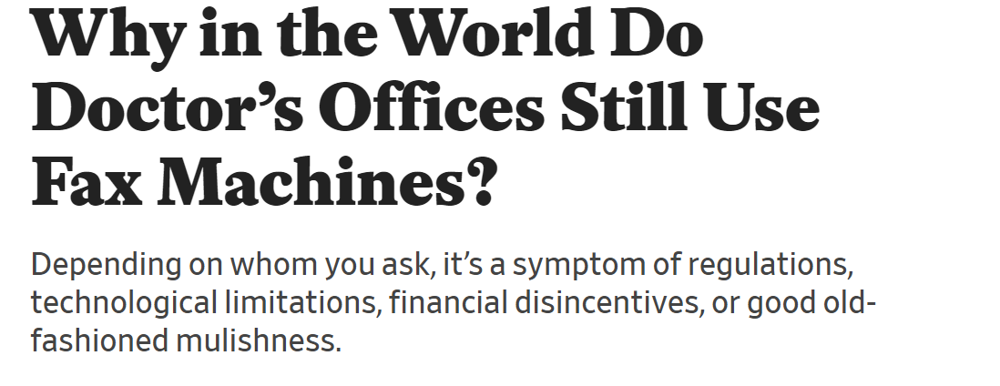 Why in the World Do
Doctor’s Offices Still Use
Fax Machines?
Depending on whom you ask, it’s a symptom of regulations,
technological limitations, financial disincentives, or good old-
fashioned mulishness.